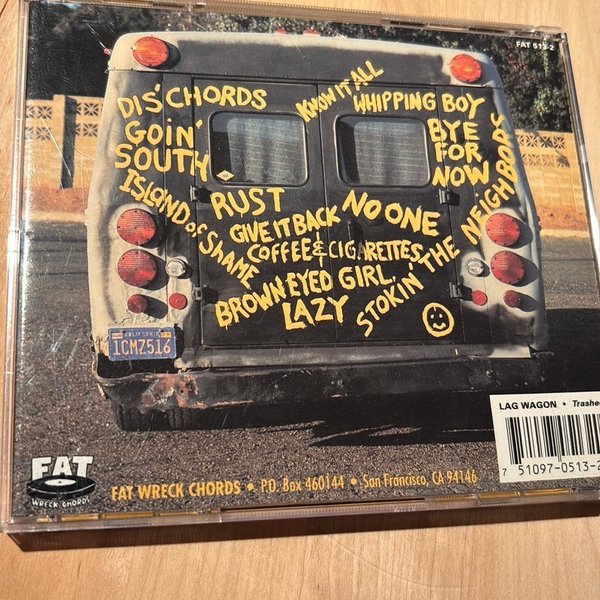 FAT 513-2
DIS'CHORDS
KNOW IT ALL
WHIPPING BOY
GOIN'
SOUTH
BYE
FOR
NOW
ISLAND OF SHAME
RUST
NO ONE
GIVE IT BACK
COFFEE & CIGARETTES
STOKIN' THE NEIGHBORS
BROWN EYED GIRL
LAZY
CALIFORNIA
1CMZ516
LAG WAGON • Trashed
7 51097-0513-2
FAT
WRECK CHORDS
FAT WRECK CHORDS • P.O. Box 460144 • San Francisco, CA 94146